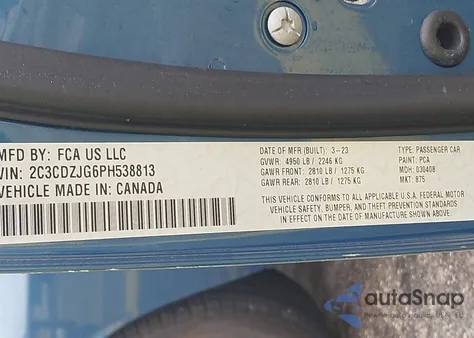 MFD BY: FCA US LLC
VIN: 2C3CDZJG6PH538813
VEHICLE MADE IN: CANADA
DATE OF MFR (BUILT): 3-23
GVWR: 4950 LB / 2246 KG
GAWR FRONT: 2810 LB / 1275 KG
GAWR REAR: 2810 LB / 1275 KG
TYPE: PASSENGER CAR
PAINT: PCA
MDH: 030408
MKT: 875
THIS VEHICLE CONFORMS TO ALL APPLICABLE U.S.A. FEDERAL MOTOR
VEHICLE SAFETY, BUMPER, AND THEFT PREVENTION STANDARDS
IN EFFECT ON THE DATE OF MANUFACTURE SHOWN ABOVE.
autoSnap